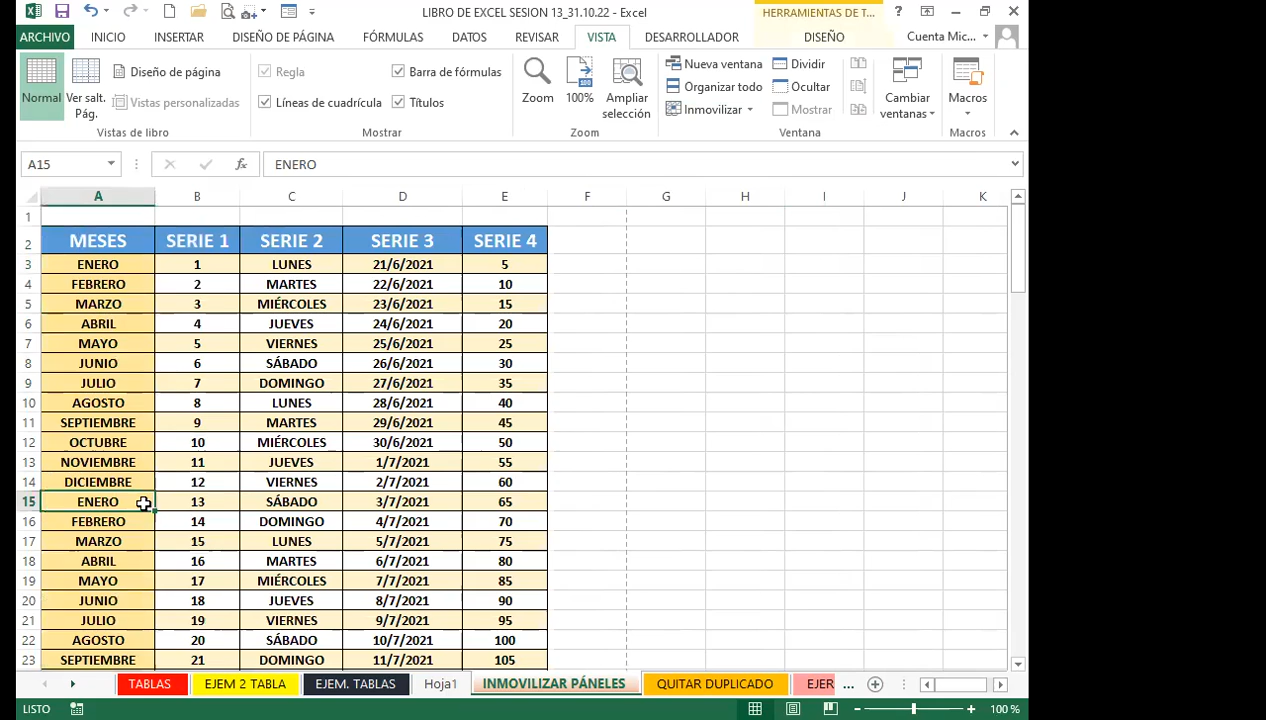 LIBRO DE EXCEL SESION 13_31.10.22 - Excel
HERRAMIENTAS DE T...
?
ARCHIVO INICIO INSERTAR DISEÑO DE PÁGINA FÓRMULAS DATOS REVISAR VISTA DESARROLLADOR DISEÑO Cuenta Mic...
Normal
Ver salt. Pág.
Diseño de página
Vistas personalizadas
Vistas de libro
Regla
Barra de fórmulas
Líneas de cuadrícula
Títulos
Mostrar
Zoom
100%
Ampliar selección
Zoom
Nueva ventana
Organizar todo
Inmovilizar
Dividir
Ocultar
Mostrar
Cambiar ventanas
Ventana
Macros
Macros
A15 fx ENERO
A B C D E F G H I J K
1
2 MESES SERIE 1 SERIE 2 SERIE 3 SERIE 4
3 ENERO 1 LUNES 21/6/2021 5
4 FEBRERO 2 MARTES 22/6/2021 10
5 MARZO 3 MIÉRCOLES 23/6/2021 15
6 ABRIL 4 JUEVES 24/6/2021 20
7 MAYO 5 VIERNES 25/6/2021 25
8 JUNIO 6 SÁBADO 26/6/2021 30
9 JULIO 7 DOMINGO 27/6/2021 35
10 AGOSTO 8 LUNES 28/6/2021 40
11 SEPTIEMBRE 9 MARTES 29/6/2021 45
12 OCTUBRE 10 MIÉRCOLES 30/6/2021 50
13 NOVIEMBRE 11 JUEVES 1/7/2021 55
14 DICIEMBRE 12 VIERNES 2/7/2021 60
15 ENERO 13 SÁBADO 3/7/2021 65
16 FEBRERO 14 DOMINGO 4/7/2021 70
17 MARZO 15 LUNES 5/7/2021 75
18 ABRIL 16 MARTES 6/7/2021 80
19 MAYO 17 MIÉRCOLES 7/7/2021 85
20 JUNIO 18 JUEVES 8/7/2021 90
21 JULIO 19 VIERNES 9/7/2021 95
22 AGOSTO 20 SÁBADO 10/7/2021 100
23 SEPTIEMBRE 21 DOMINGO 11/7/2021 105
TABLAS EJEM 2 TABLA EJEM. TABLAS Hoja1 INMOVILIZAR PÁNELES QUITAR DUPLICADO EJER ...
LISTO 100 %